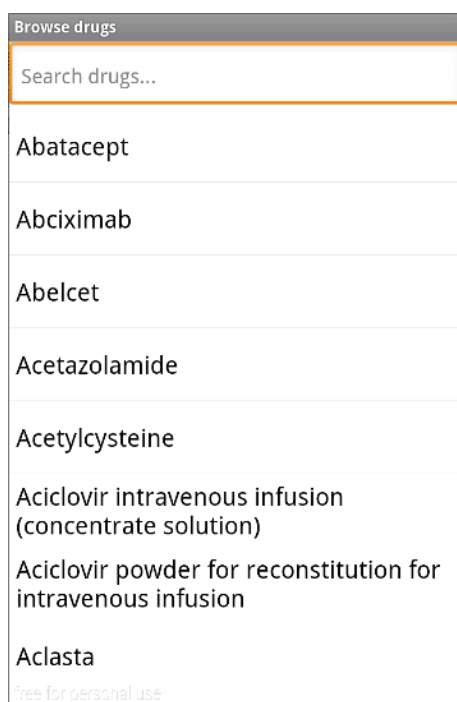 Browse drugs
Search drugs...
Abatacept
Abciximab
Abelcet
Acetazolamide
Acetylcysteine
Aciclovir intravenous infusion
(concentrate solution)
Aciclovir powder for reconstitution for
intravenous infusion
Aclasta
free for personal use